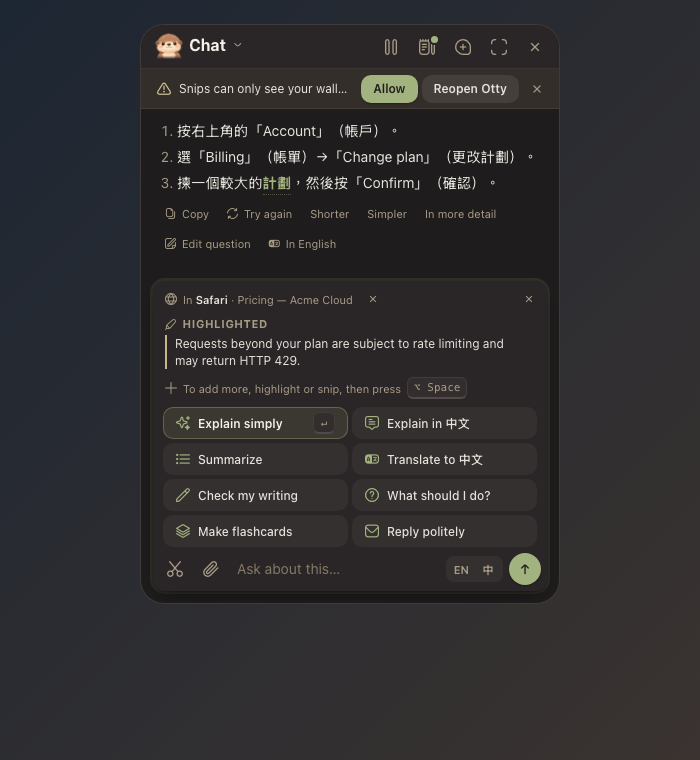 Chat
Snips can only see your wall... Allow Reopen Otty
1. 按右上角的「Account」（帳戶）。
2. 選「Billing」（帳單）→「Change plan」（更改計劃）。
3. 揀一個較大的計劃，然後按「Confirm」（確認）。
Copy Try again Shorter Simpler In more detail
Edit question In English
In Safari · Pricing — Acme Cloud
HIGHLIGHTED
Requests beyond your plan are subject to rate limiting and
may return HTTP 429.
To add more, highlight or snip, then press ⌥ Space
Explain simply ↵ Explain in 中文
Summarize Translate to 中文
Check my writing What should I do?
Make flashcards Reply politely
Ask about this... EN 中